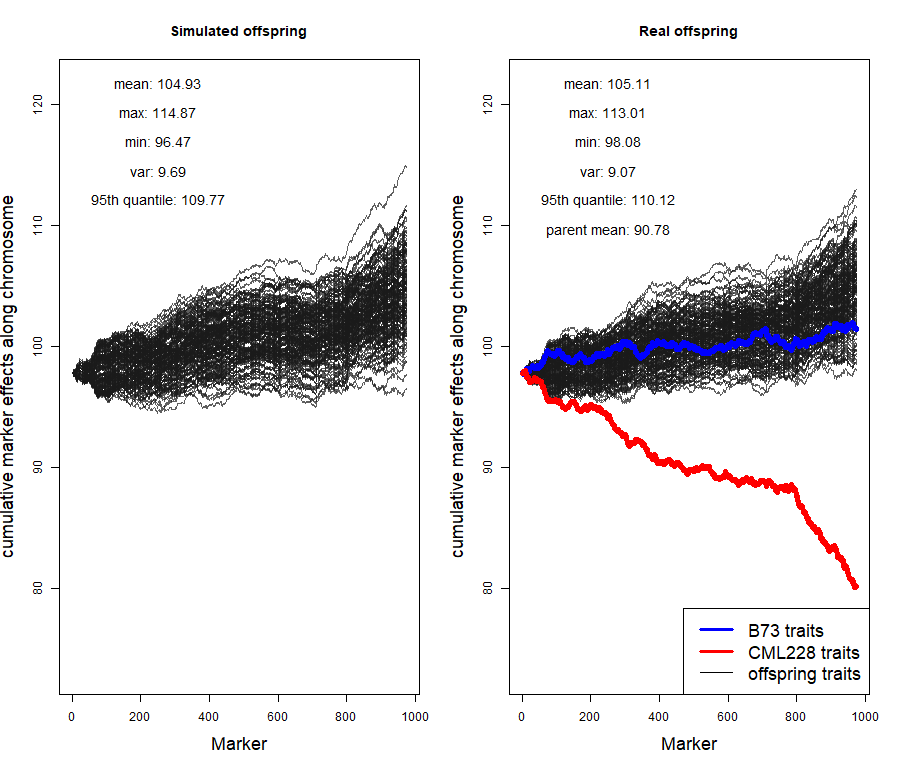 Simulated offspring
mean: 104.93
max: 114.87
min: 96.47
var: 9.69
95th quantile: 109.77
cumulative marker effects along chromosome
80
90
100
110
120
0
200
400
600
800
1000
Marker
Real offspring
mean: 105.11
max: 113.01
min: 98.08
var: 9.07
95th quantile: 110.12
parent mean: 90.78
cumulative marker effects along chromosome
80
90
100
110
120
B73 traits
CML228 traits
offspring traits
0
200
400
600
800
1000
Marker